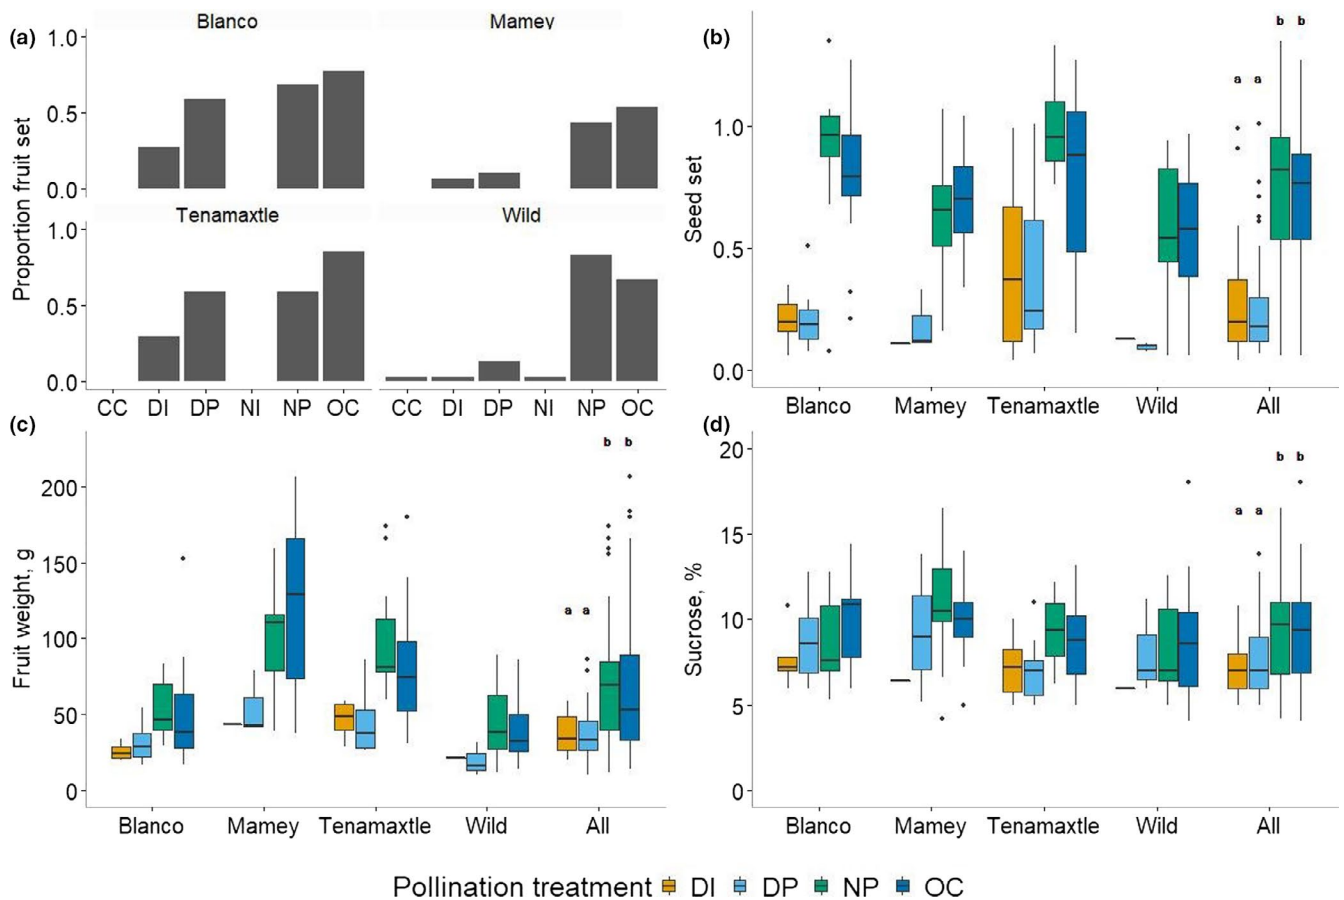 (a)
Blanco
Mamey
Tenamaxtle
Wild
Proportion fruit set
1.0
0.5
0.0
1.0
0.5
0.0
CC DI DP NI NP OC CC DI DP NI NP OC
(b)
Seed set
1.0
0.5
0.0
a a b b
Blanco Mamey Tenamaxtle Wild All
(c)
Fruit weight, g
200
150
100
50
0
a a b b
Blanco Mamey Tenamaxtle Wild All
(d)
Sucrose, %
20
15
10
5
0
a a b b
Blanco Mamey Tenamaxtle Wild All
Pollination treatment DI DP NP OC